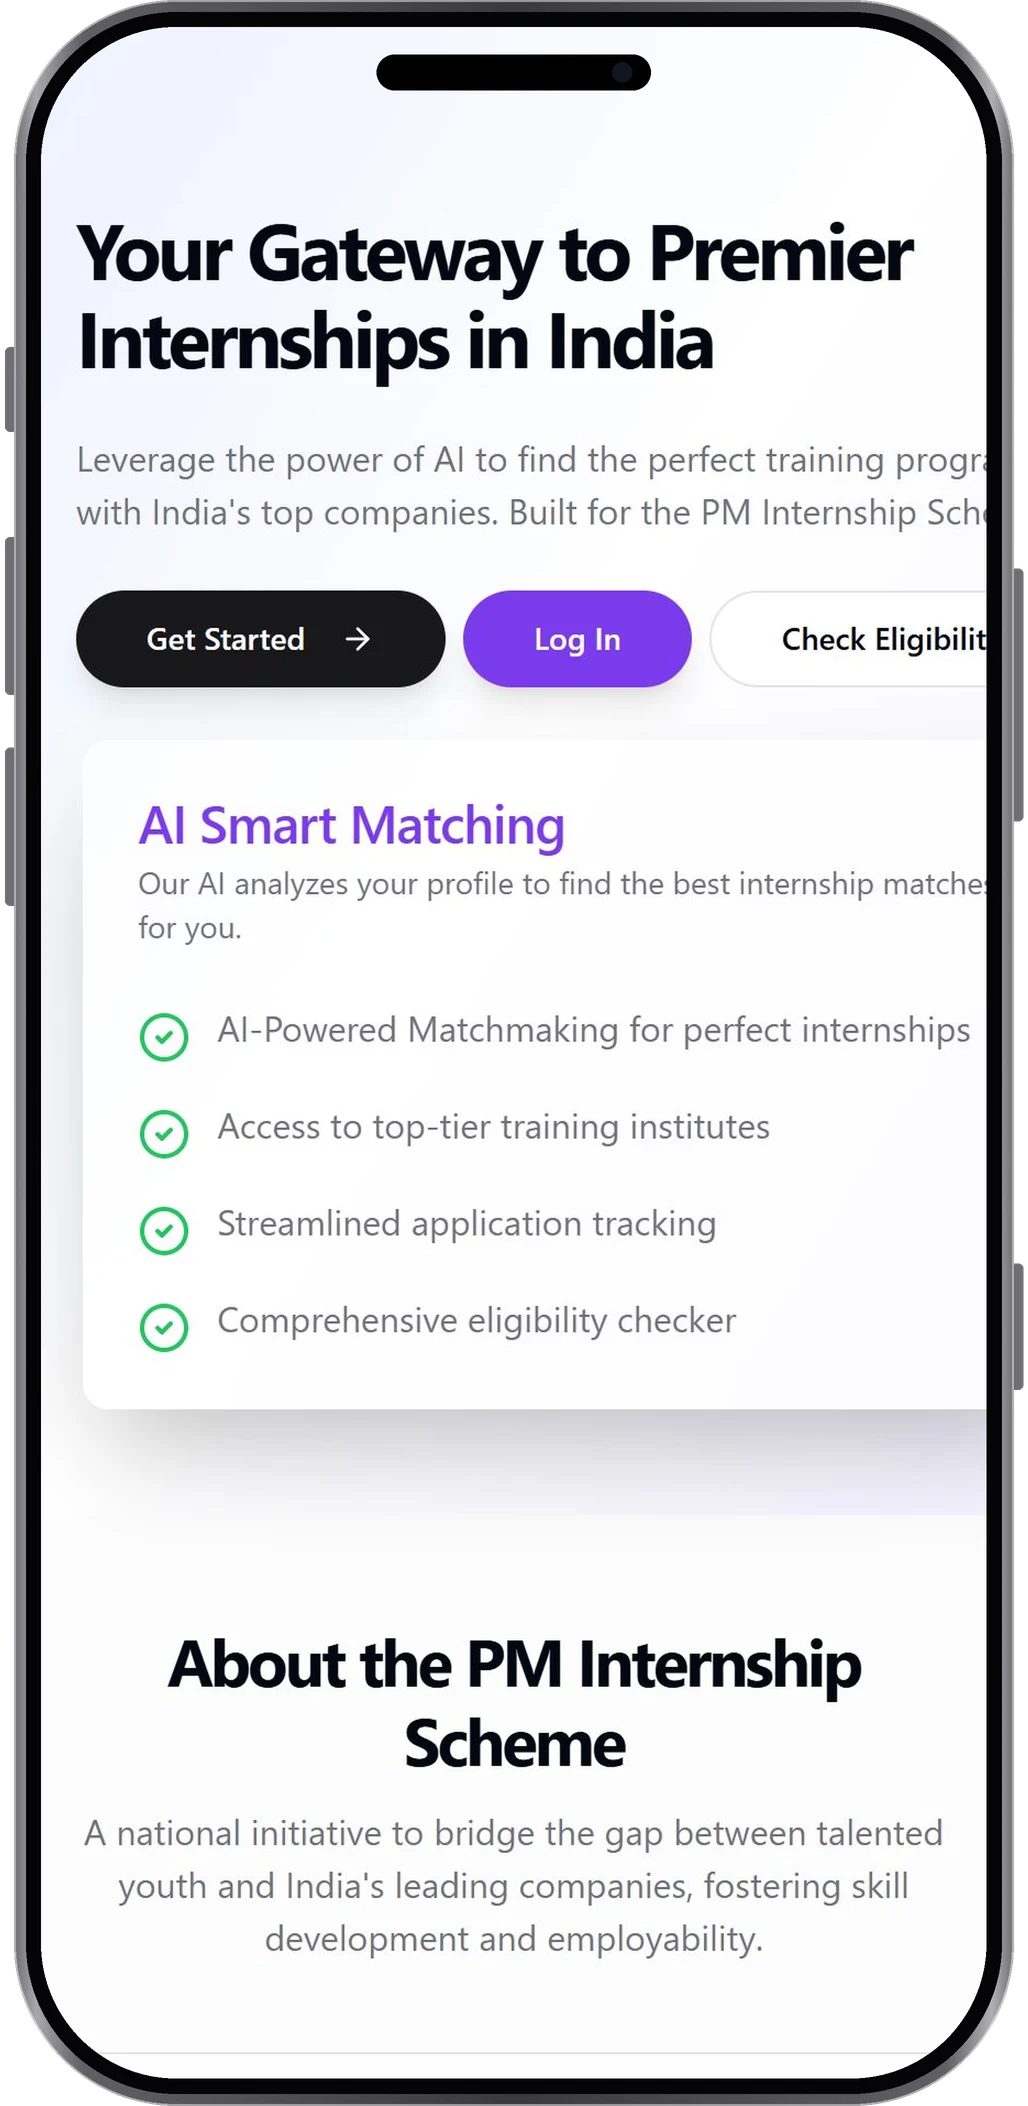 Your Gateway to Premier
Internships in India
Leverage the power of AI to find the perfect training
with India's top companies. Built for the PM Internship
Get Started
Log In
Check
AI Smart Matching
Our AI analyzes your profile to find the best internship matches
for you.
AI-Powered Matchmaking for perfect internships
Access to top-tier training institutes
Streamlined application tracking
Comprehensive eligibility checker
About the PM Internship
Scheme
A national initiative to bridge the gap between talented
youth and India's leading companies, fostering skill
development and employability.